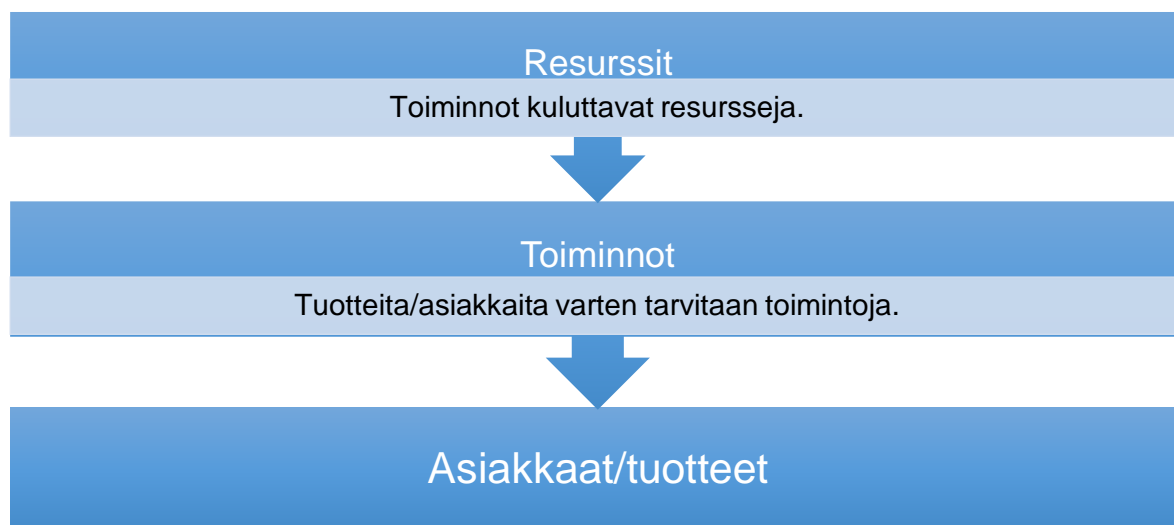 Resurssit
Toiminnot kuluttavat resursseja.
Toiminnot
Tuotteita/asiakkaita varten tarvitaan toimintoja.
Asiakkaat/tuotteet